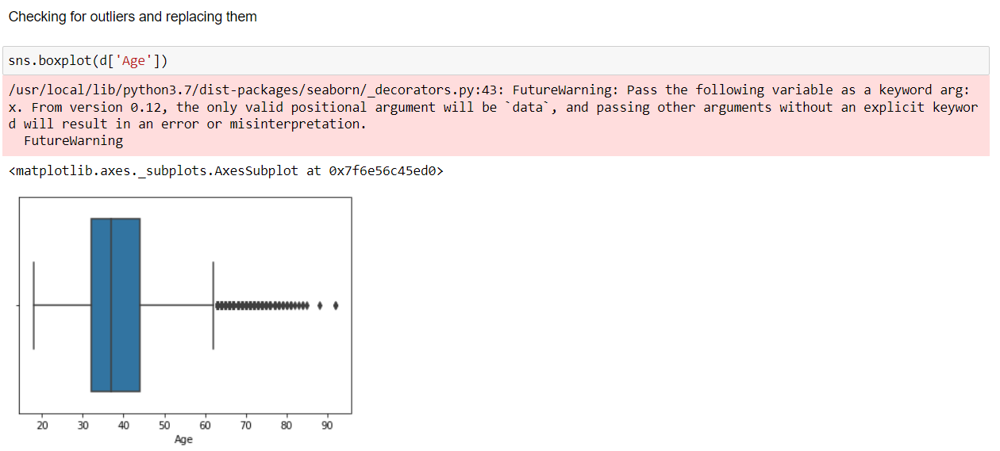 Checking for outliers and replacing them
sns.boxplot(d['Age'])
/usr/local/lib/python3.7/dist-packages/seaborn/_decorators.py:43: FutureWarning: Pass the following variable as a keyword arg:
x. From version 0.12, the only valid positional argument will be `data`, and passing other arguments without an explicit keywor
d will result in an error or misinterpretation.
  FutureWarning
<matplotlib.axes._subplots.AxesSubplot at 0x7f6e56c45ed0>
20 30 40 50 60 70 80 90
Age